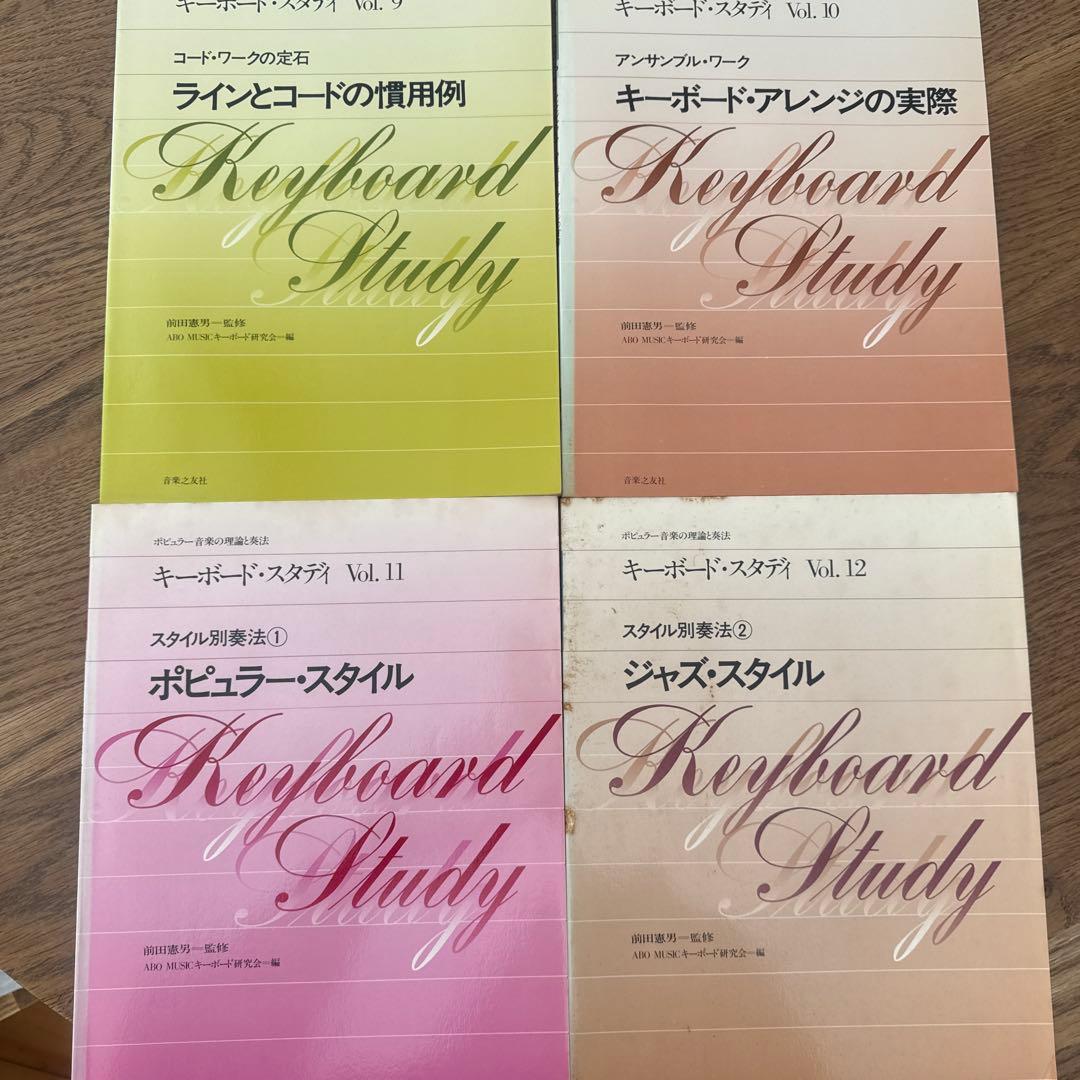 キーボード・スタディ Vol. 9
コード・ワークの定石
ラインとコードの慣用例
Keyboard
Study
前田憲男＝監修
ABO MUSICキーボード研究会＝編
音楽之友社
キーボード・スタディ Vol. 10
アンサンブル・ワーク
キーボード・アレンジの実際
Keyboard
Study
前田憲男＝監修
ABO MUSICキーボード研究会＝編
音楽之友社
ポピュラー音楽の理論と奏法
キーボード・スタディ Vol. 11
スタイル別奏法①
ポピュラー・スタイル
Keyboard
Study
前田憲男＝監修
ABO MUSICキーボード研究会＝編
ポピュラー音楽の理論と奏法
キーボード・スタディ Vol. 12
スタイル別奏法②
ジャズ・スタイル
Keyboard
Study
前田憲男＝監修
ABO MUSICキーボード研究会＝編